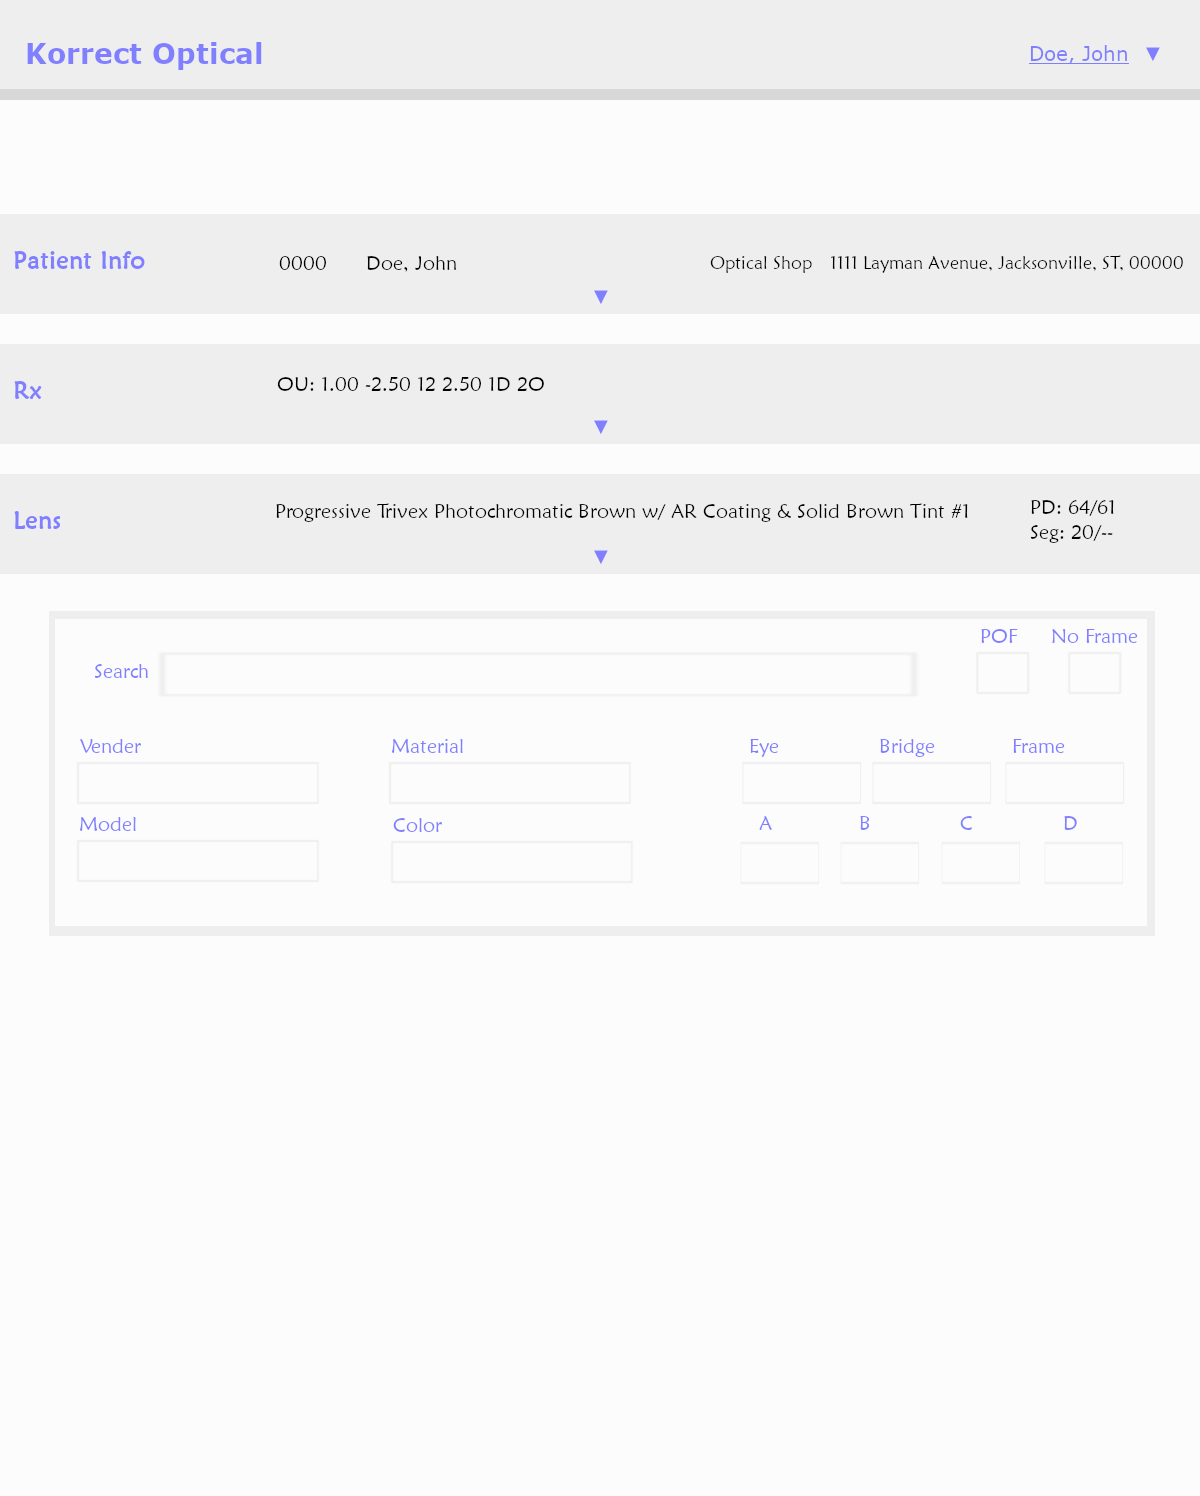 Korrect Optical
Doe, John ▼
Patient Info 0000 Doe, John Optical Shop 1111 Layman Avenue, Jacksonville, ST, 00000
▼
Rx OU: 1.00 -2.50 12 2.50 1D 2O
▼
Lens Progressive Trivex Photochromatic Brown w/ AR Coating & Solid Brown Tint #1 PD: 64/61
Seg: 20/--
▼
POF No Frame
Search
Vender Material Eye Bridge Frame
Model Color A B C D